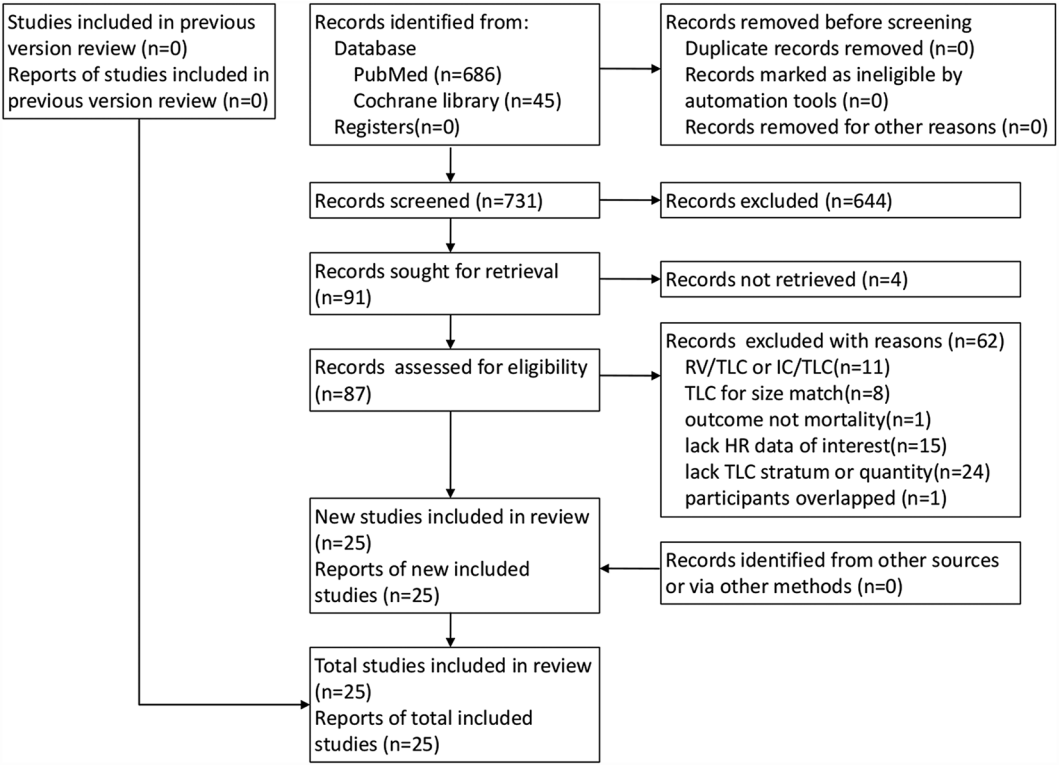 Studies included in previous
version review (n=0)
Reports of studies included in
previous version review (n=0)
Records identified from:
Database
PubMed (n=686)
Cochrane library (n=45)
Registers(n=0)
Records removed before screening
Duplicate records removed (n=0)
Records marked as ineligible by
automation tools (n=0)
Records removed for other reasons (n=0)
Records screened (n=731)
Records excluded (n=644)
Records sought for retrieval
(n=91)
Records not retrieved (n=4)
Records  assessed for eligibility
(n=87)
Records  excluded with reasons (n=62)
RV/TLC or IC/TLC(n=11)
TLC for size match(n=8)
outcome not mortality(n=1)
lack HR data of interest(n=15)
lack TLC stratum or quantity(n=24)
participants overlapped (n=1)
New studies included in review
(n=25)
Reports of new included
studies (n=25)
Records identified from other sources
or via other methods (n=0)
Total studies included in review
(n=25)
Reports of total included
studies (n=25)